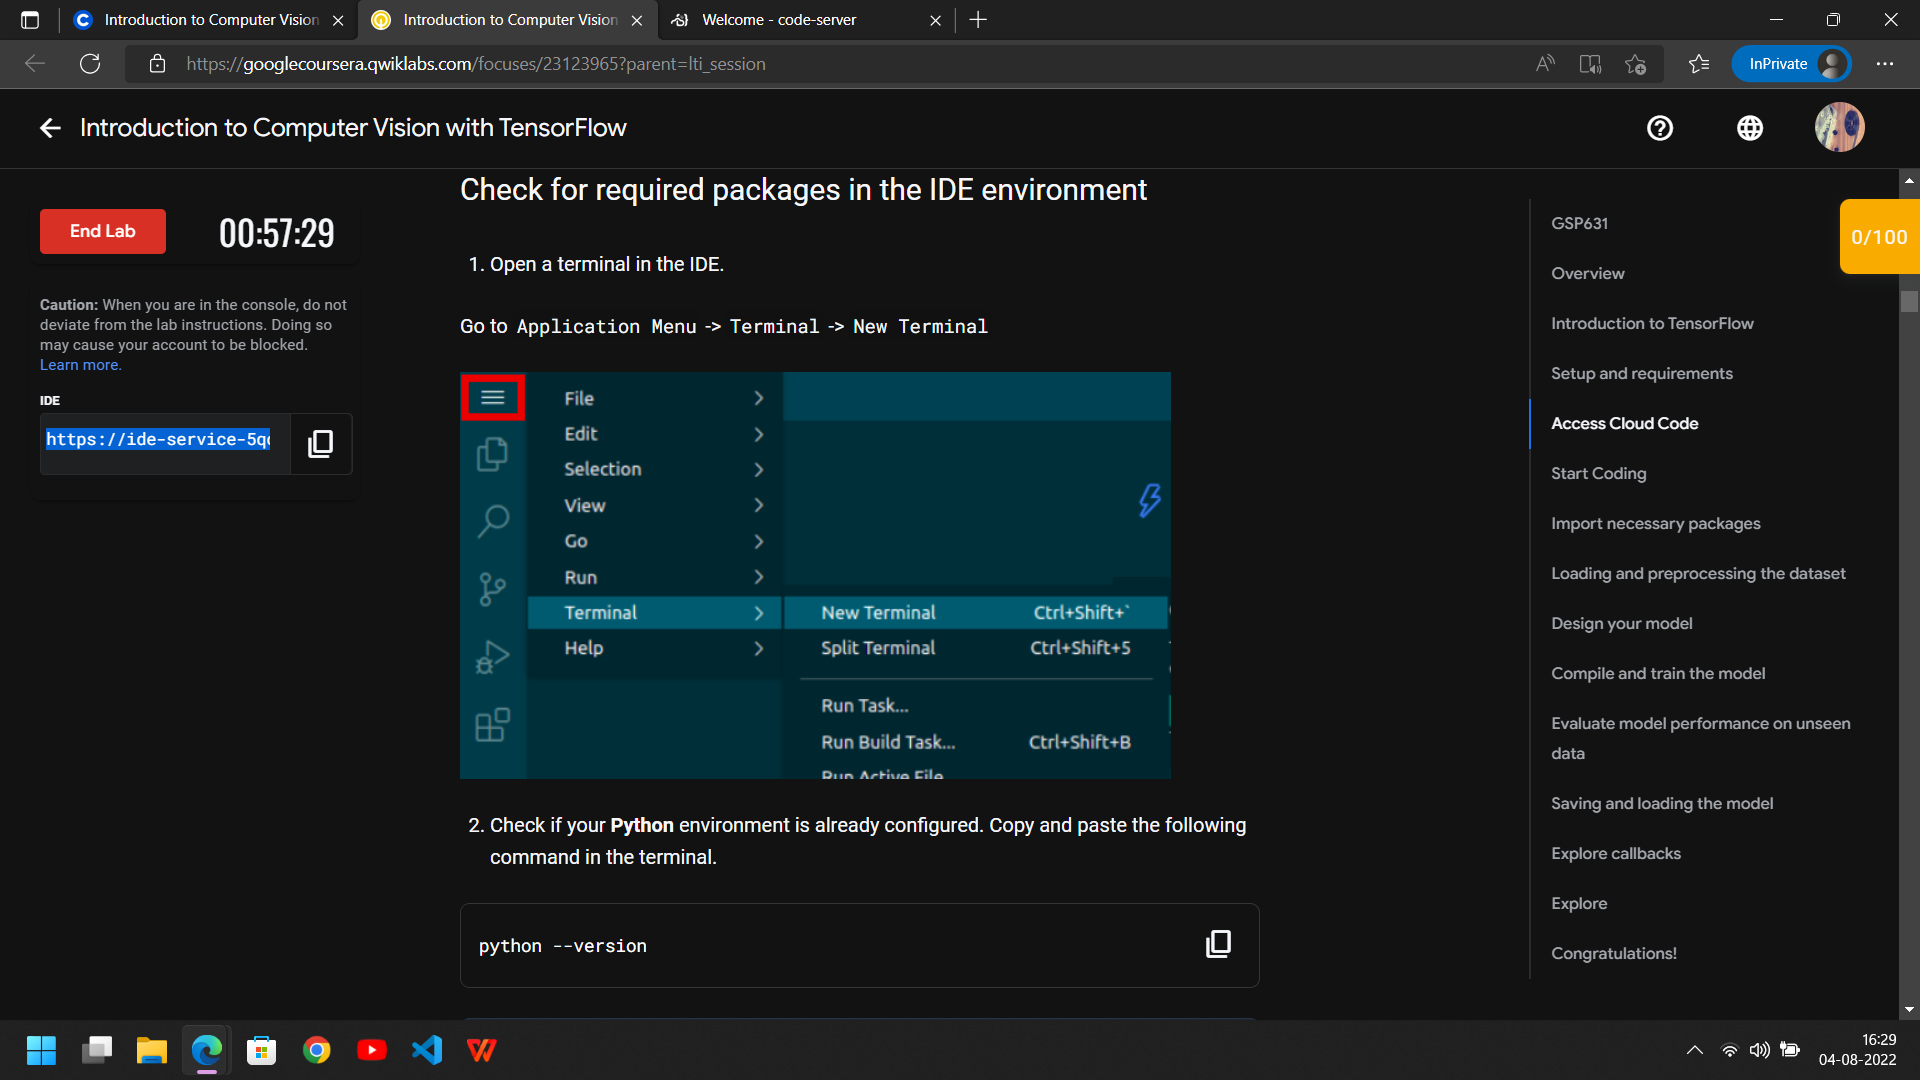 Introduction to Computer Vision
Introduction to Computer Vision
Welcome - code-server
https://googlecoursera.qwiklabs.com/focuses/23123965?parent=lti_session
InPrivate
Introduction to Computer Vision with TensorFlow
End Lab
00:57:29
Caution: When you are in the console, do not
deviate from the lab instructions. Doing so
may cause your account to be blocked.
Learn more.
IDE
https://ide-service-5q
Check for required packages in the IDE environment
1. Open a terminal in the IDE.
Go to Application Menu -> Terminal -> New Terminal
File
Edit
Selection
View
Go
Run
Terminal
Help
New Terminal Ctrl+Shift+`
Split Terminal Ctrl+Shift+5
Run Task...
Run Build Task... Ctrl+Shift+B
Run Active File
2. Check if your Python environment is already configured. Copy and paste the following
command in the terminal.
python --version
GSP631
Overview
Introduction to TensorFlow
Setup and requirements
Access Cloud Code
Start Coding
Import necessary packages
Loading and preprocessing the dataset
Design your model
Compile and train the model
Evaluate model performance on unseen
data
Saving and loading the model
Explore callbacks
Explore
Congratulations!
0/100
16:29
04-08-2022